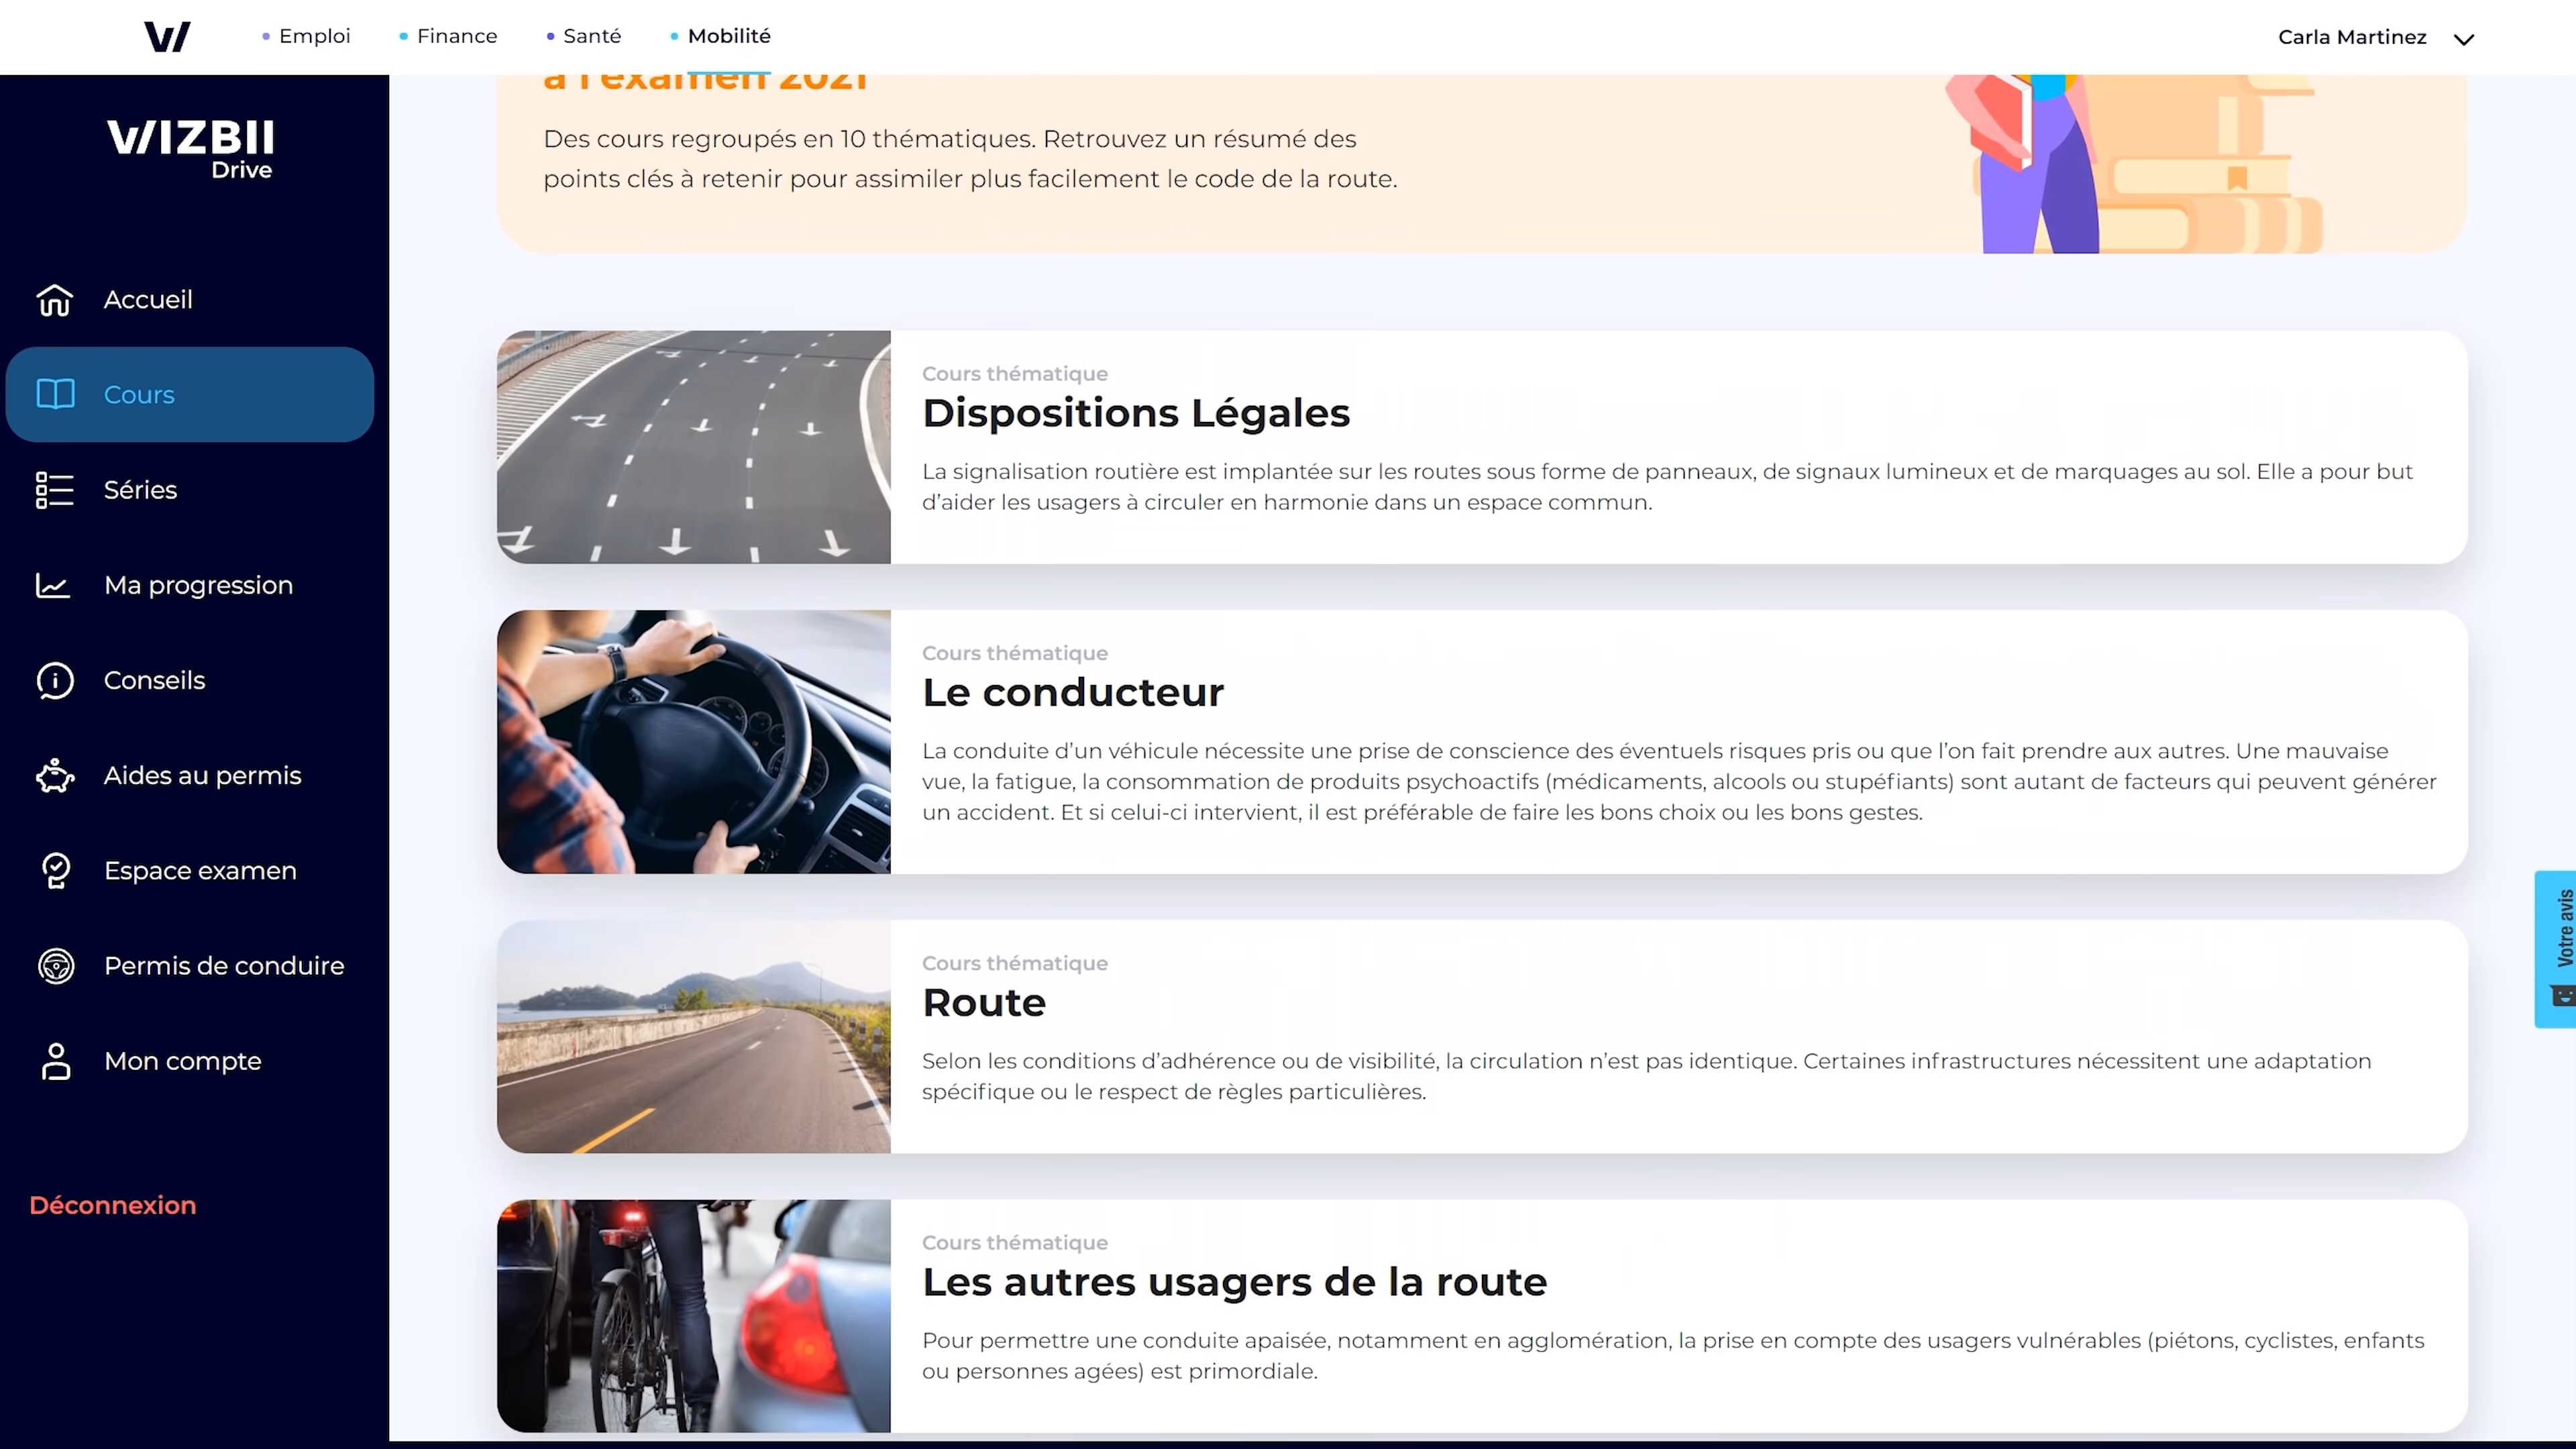 Emploi
Finance
Santé
Mobilité
Carla Martinez
WIZBII
Drive
Accueil
Cours
Séries
Ma progression
Conseils
Aides au permis
Espace examen
Permis de conduire
Mon compte
Déconnexion
à l'examen 2021
Des cours regroupés en 10 thématiques. Retrouvez un résumé des
points clés à retenir pour assimiler plus facilement le code de la route.
Cours thématique
Dispositions Légales
La signalisation routière est implantée sur les routes sous forme de panneaux, de signaux lumineux et de marquages au sol. Elle a pour but
d’aider les usagers à circuler en harmonie dans un espace commun.
Cours thématique
Le conducteur
La conduite d’un véhicule nécessite une prise de conscience des éventuels risques pris ou que l’on fait prendre aux autres. Une mauvaise
vue, la fatigue, la consommation de produits psychoactifs (médicaments, alcools ou stupéfiants) sont autant de facteurs qui peuvent générer
un accident. Et si celui-ci intervient, il est préférable de faire les bons choix ou les bons gestes.
Cours thématique
Route
Selon les conditions d’adhérence ou de visibilité, la circulation n’est pas identique. Certaines infrastructures nécessitent une adaptation
spécifique ou le respect de règles particulières.
Cours thématique
Les autres usagers de la route
Pour permettre une conduite apaisée, notamment en agglomération, la prise en compte des usagers vulnérables (piétons, cyclistes, enfants
ou personnes agées) est primordiale.
Votre avis